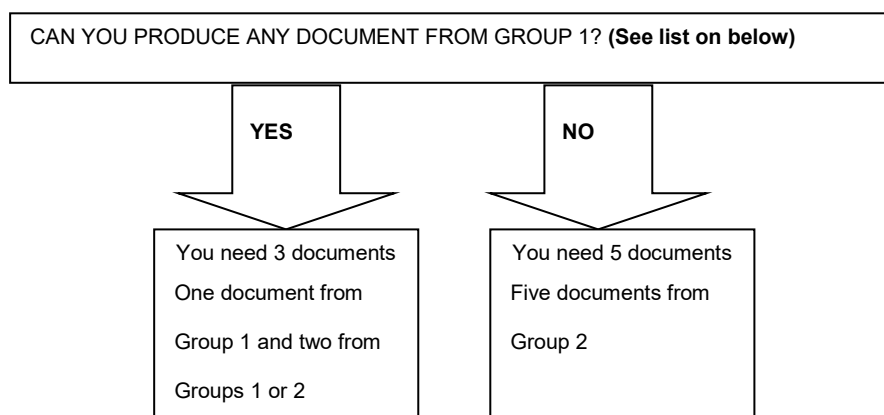 CAN YOU PRODUCE ANY DOCUMENT FROM GROUP 1? (See list on below)
YES
NO
You need 3 documents
One document from
Group 1 and two from
Groups 1 or 2
You need 5 documents
Five documents from
Group 2